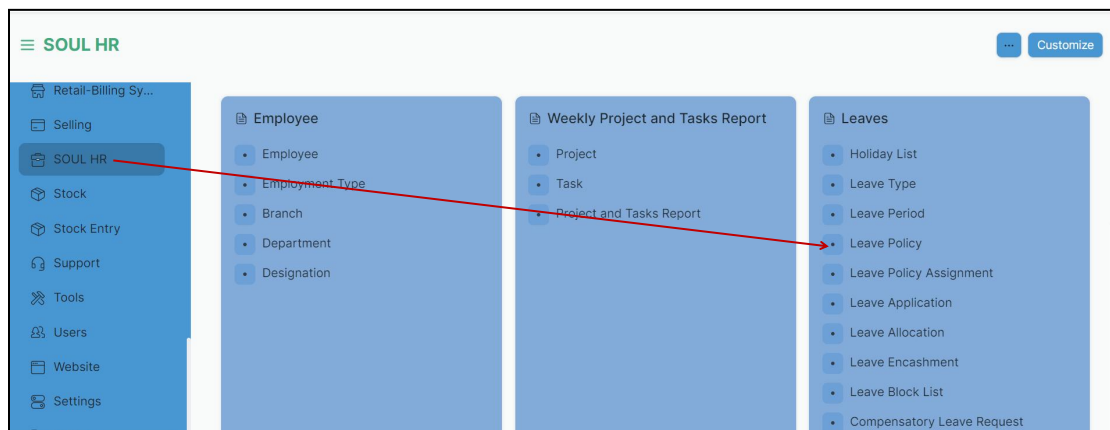 SOUL HR
...
Customize
Retail-Billing Sy...
Selling
SOUL HR
Stock
Stock Entry
Support
Tools
Users
Website
Settings
Employee
Employee
Employment Type
Branch
Department
Designation
Weekly Project and Tasks Report
Project
Task
Project and Tasks Report
Leaves
Holiday List
Leave Type
Leave Period
Leave Policy
Leave Policy Assignment
Leave Application
Leave Allocation
Leave Encashment
Leave Block List
Compensatory Leave Request